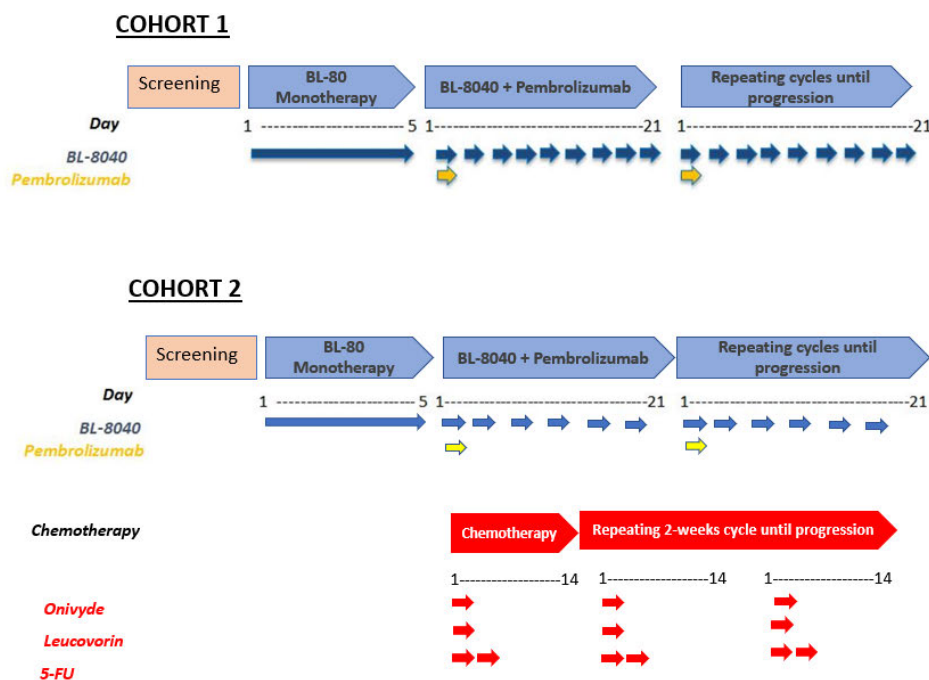 COHORT 1
Screening
BL-80
Monotherapy
BL-8040 + Pembrolizumab
Repeating cycles until
progression
Day
1 ------------------------------ 5 1------------------------------------21 1------------------------------------21
BL-8040
Pembrolizumab
COHORT 2
Screening
BL-80
Monotherapy
BL-8040 + Pembrolizumab
Repeating cycles until
progression
Day
1 ------------------------------ 5 1-----------------------------------21 1-----------------------------------21
BL-8040
Pembrolizumab
Chemotherapy
Chemotherapy
Repeating 2-weeks cycle until progression
1--------------------14 1--------------------14 1--------------------14
Onivyde
Leucovorin
5-FU